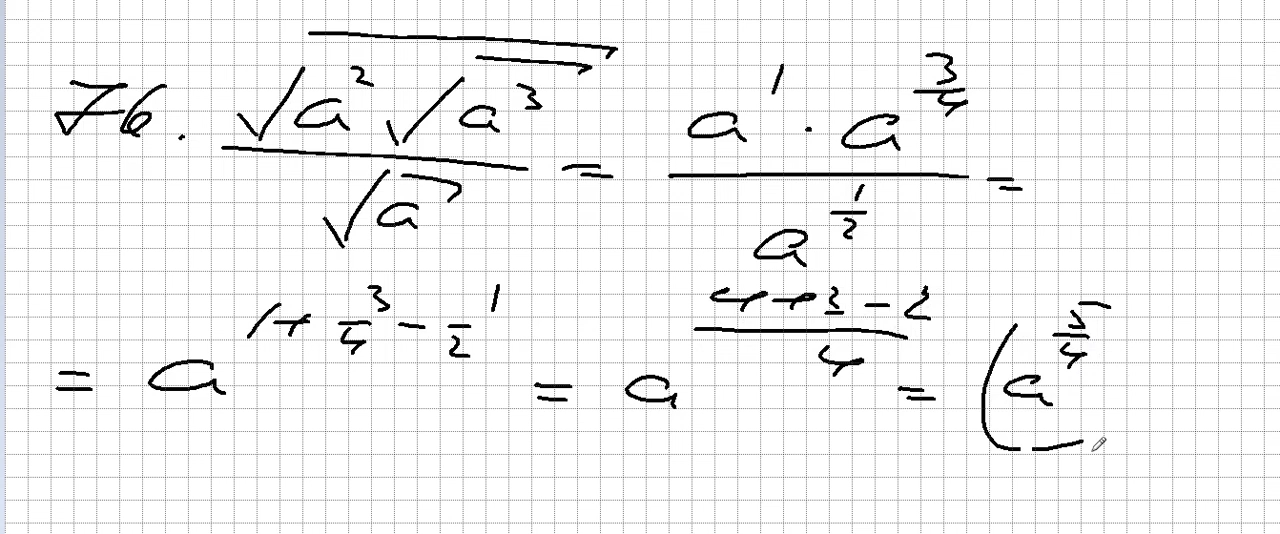 76. √(a² √(a³)) / √a = a¹ · a^(3/4) / a^(1/2) =
= a^(1 + 3/4 − 1/2) = a^((4+3−2)/4) = (a^(5/4)